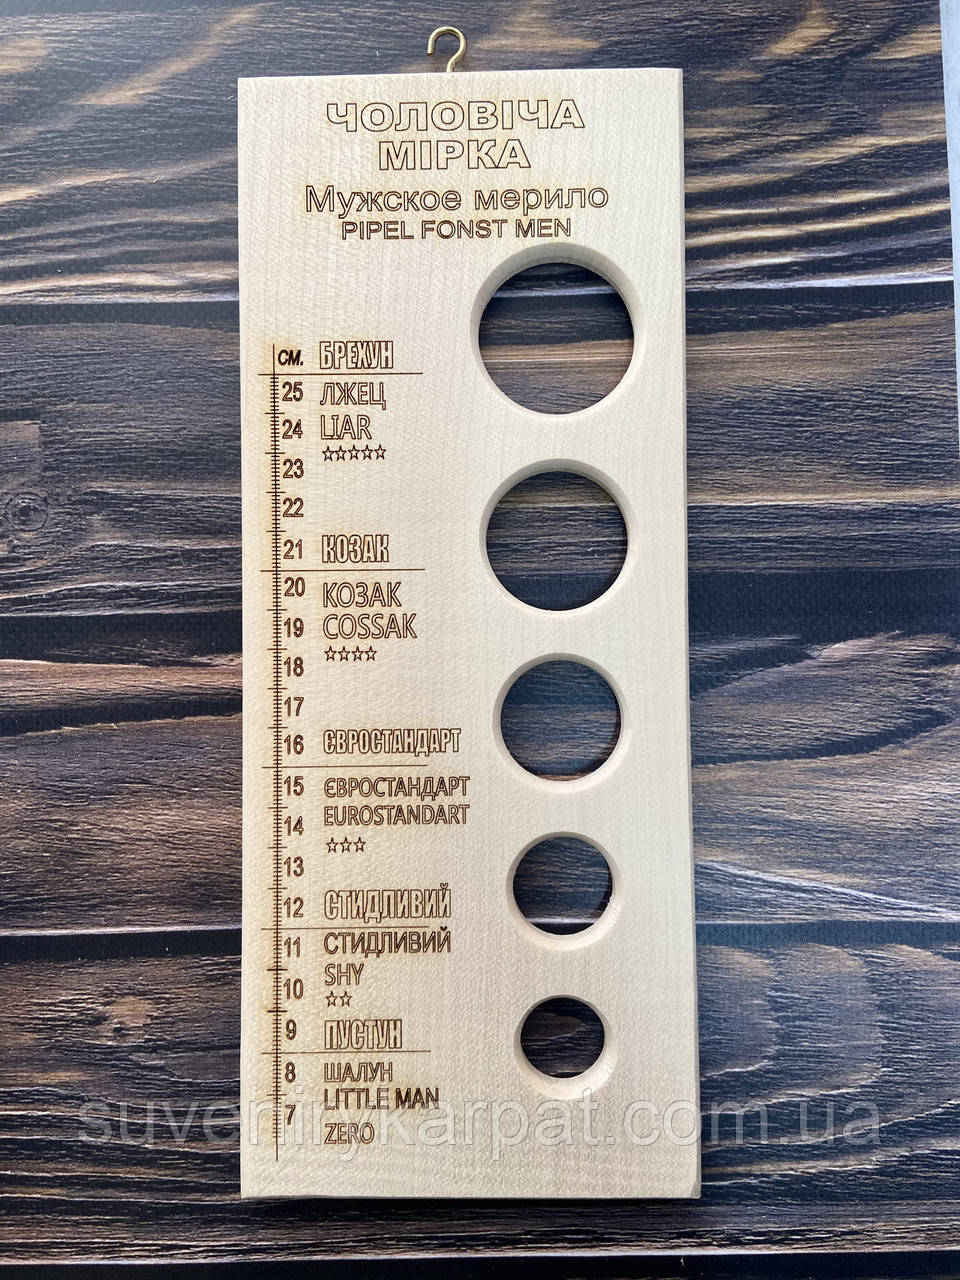 ЧОЛОВІЧА
МІРКА
Мужское мерило
PIPEL FONST MEN
СМ. БРЕХУН
25 ЛЖЕЦ
24 LIAR
☆☆☆☆☆
23
22
21 КОЗАК
20 КОЗАК
19 COSSAK
☆☆☆☆
18
17
16 ЄВРОСТАНДАРТ
15 ЄВРОСТАНДАРТ
14 EUROSTANDART
☆☆☆
13
12 СТИДЛИВИЙ
11 СТИДЛИВИЙ
10 SHY
☆☆
9 ПУСТУН
8 ШАЛУН
7 LITTLE MAN
ZERO
suvenirykarpat.com.ua